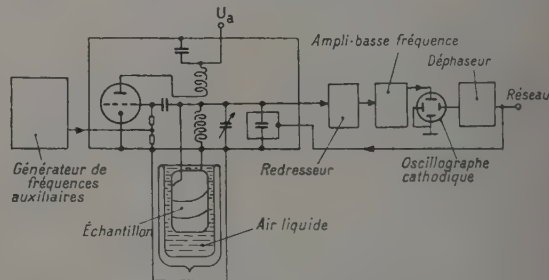 Ua
Ampli-basse fréquence
Déphaseur
Réseau
Générateur de
fréquences
auxiliaires
Redresseur
Oscillographe
cathodique
Échantillon
Air liquide